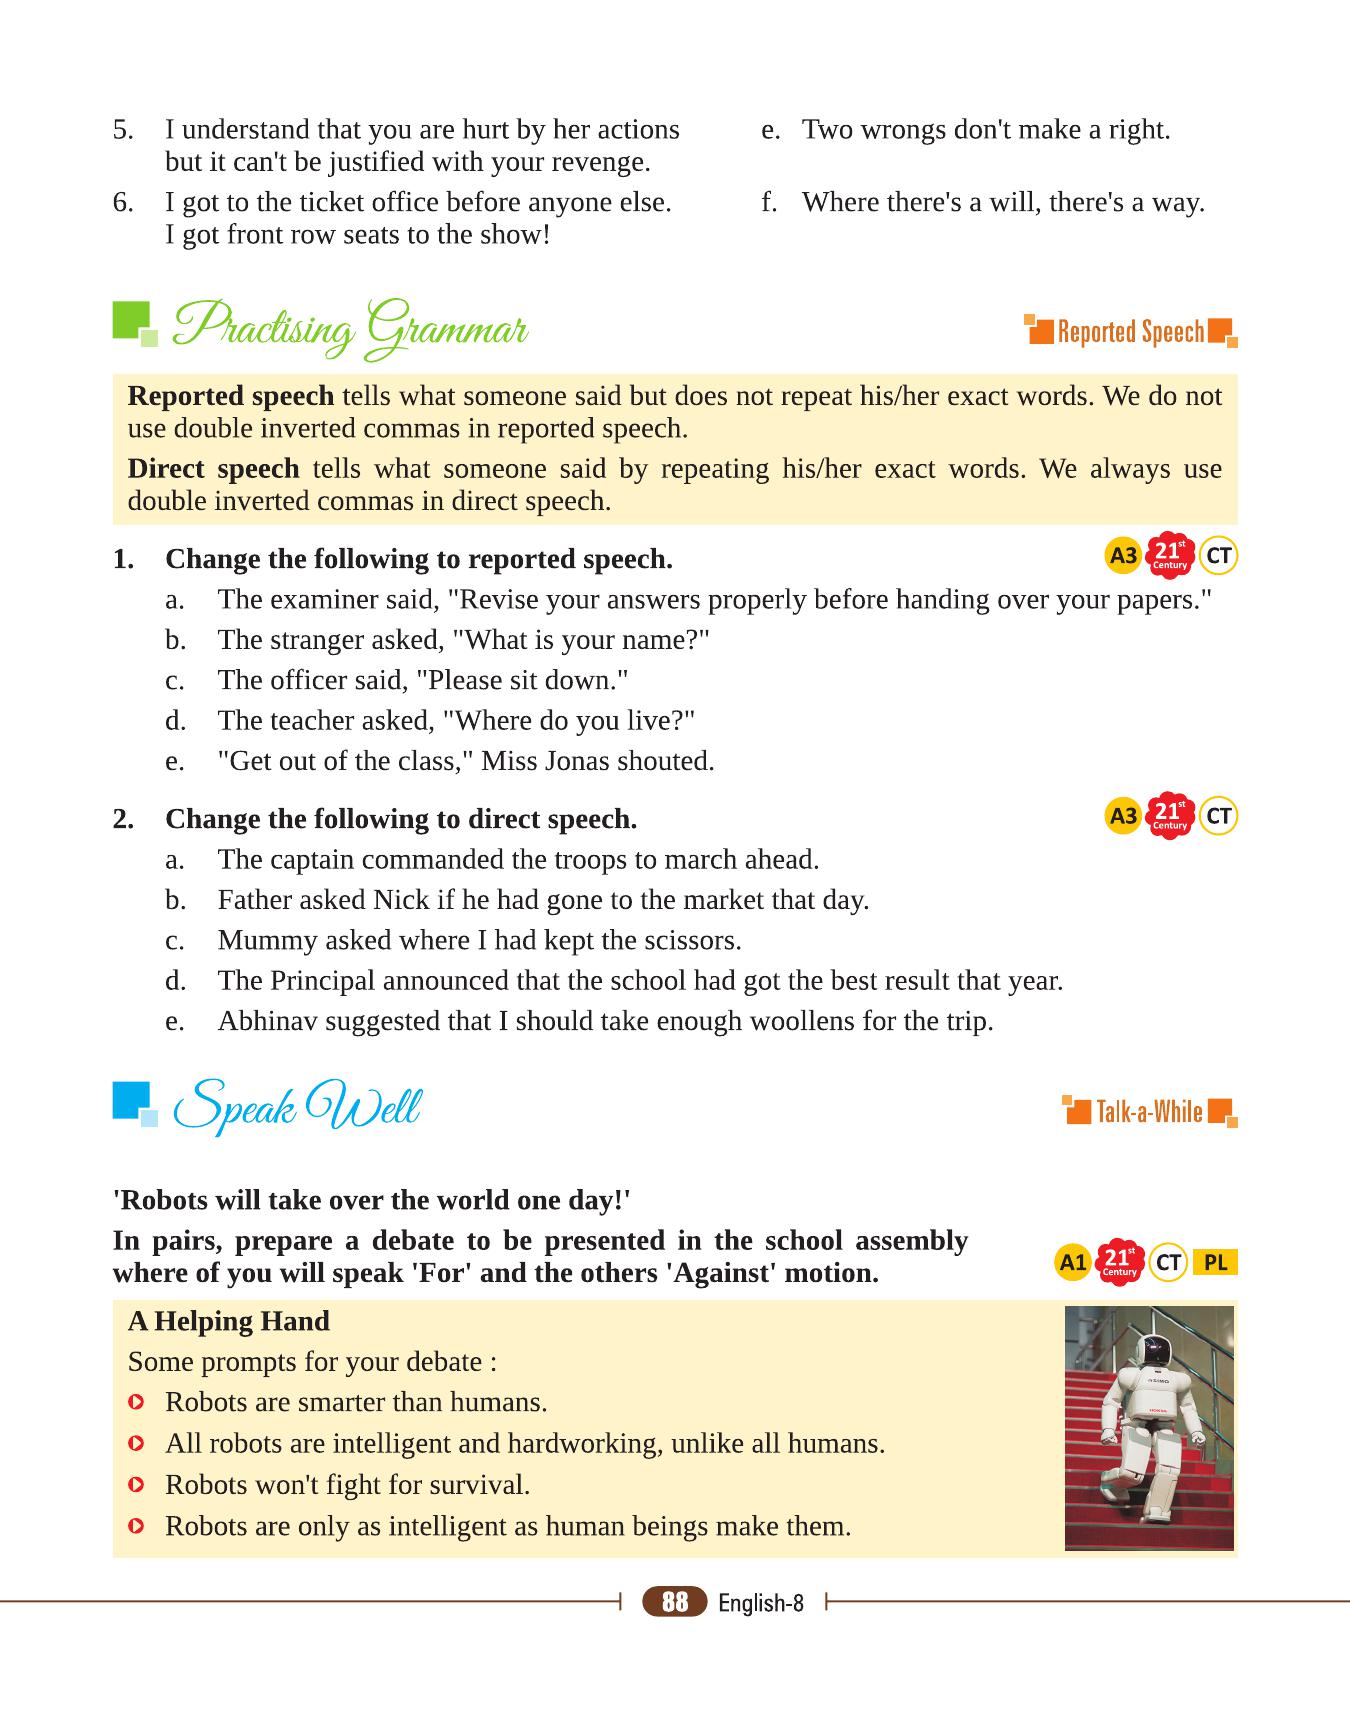 5. I understand that you are hurt by her actions e. Two wrongs don't make a right.
but it can't be justified with your revenge.
6. I got to the ticket office before anyone else. f. Where there's a will, there's a way.
I got front row seats to the show!
Practising Grammar
Reported Speech
Reported speech tells what someone said but does not repeat his/her exact words. We do not
use double inverted commas in reported speech.
Direct speech tells what someone said by repeating his/her exact words. We always use
double inverted commas in direct speech.
1. Change the following to reported speech. A3 21st Century CT
a. The examiner said, "Revise your answers properly before handing over your papers."
b. The stranger asked, "What is your name?"
c. The officer said, "Please sit down."
d. The teacher asked, "Where do you live?"
e. "Get out of the class," Miss Jonas shouted.
2. Change the following to direct speech. A3 21st Century CT
a. The captain commanded the troops to march ahead.
b. Father asked Nick if he had gone to the market that day.
c. Mummy asked where I had kept the scissors.
d. The Principal announced that the school had got the best result that year.
e. Abhinav suggested that I should take enough woollens for the trip.
Speak Well
Talk-a-While
'Robots will take over the world one day!'
In pairs, prepare a debate to be presented in the school assembly
where of you will speak 'For' and the others 'Against' motion. A1 21st Century CT PL
A Helping Hand
Some prompts for your debate :
Robots are smarter than humans.
All robots are intelligent and hardworking, unlike all humans.
Robots won't fight for survival.
Robots are only as intelligent as human beings make them.
ASIMO
HONDA
88 English-8